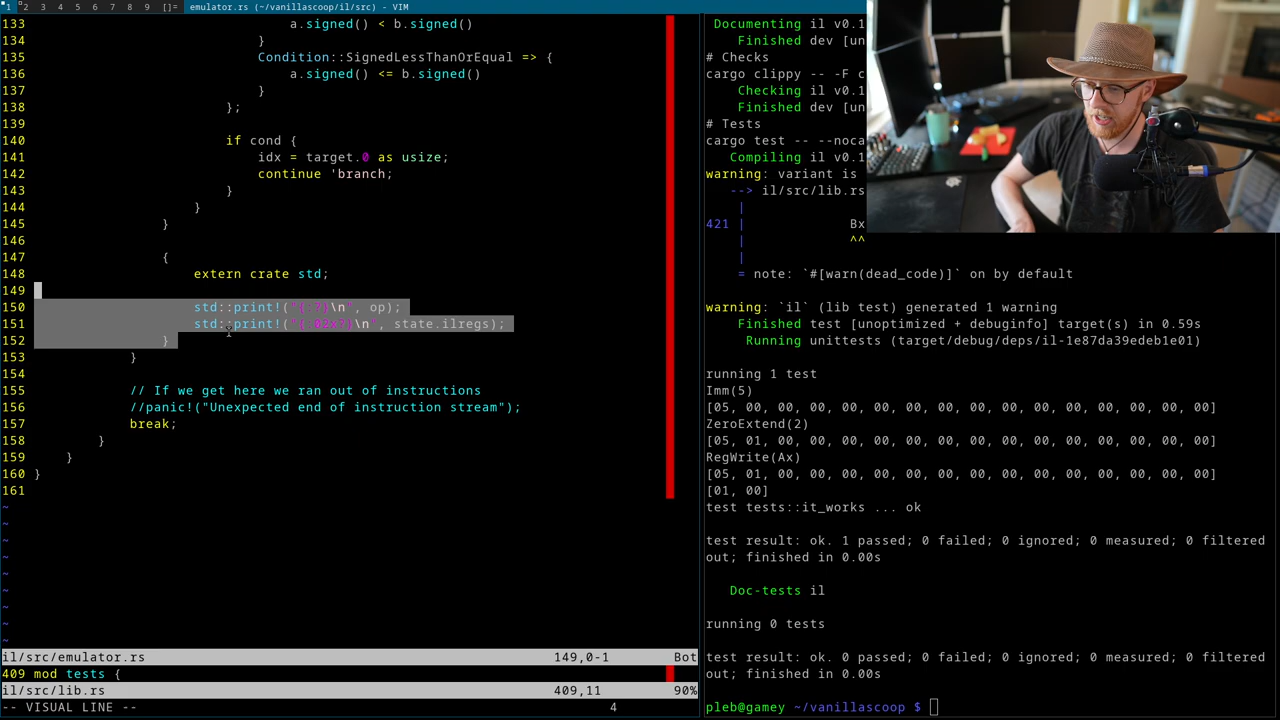 1 2 3 4 5 6 7 8 9 []= emulator.rs (~/vanillascoop/il/src) - VIM
133 a.signed() < b.signed()
134 }
135 Condition::SignedLessThanOrEqual => {
136 a.signed() <= b.signed()
137 }
138 };
139
140 if cond {
141 idx = target.0 as usize;
142 continue 'branch;
143 }
144 }
145 }
146
147 {
148 extern crate std;
149
150 std::print!("{:?}\n", op);
151 std::print!("{:02x?}\n", state.ilregs);
152 }
153 }
154
155 // If we get here we ran out of instructions
156 //panic!("Unexpected end of instruction stream");
157 break;
158 }
159 }
160 }
161
~
~
~
~
~
~
~
~
~
il/src/emulator.rs 149,0-1 Bot
409 mod tests {
il/src/lib.rs 409,11 90%
-- VISUAL LINE -- 4
Documenting il v0.1
Finished dev [un
# Checks
cargo clippy -- -F c
Checking il v0.1
Finished dev [un
# Tests
cargo test -- --noca
Compiling il v0.1
warning: variant is
--> il/src/lib.rs
|
421 | Bx
| ^^
|
= note: `#[warn(dead_code)]` on by default
warning: `il` (lib test) generated 1 warning
Finished test [unoptimized + debuginfo] target(s) in 0.59s
Running unittests (target/debug/deps/il-1e87da39edeb1e01)
running 1 test
Imm(5)
[05, 00, 00, 00, 00, 00, 00, 00, 00, 00, 00, 00, 00, 00, 00, 00]
ZeroExtend(2)
[05, 01, 00, 00, 00, 00, 00, 00, 00, 00, 00, 00, 00, 00, 00, 00]
RegWrite(Ax)
[05, 01, 00, 00, 00, 00, 00, 00, 00, 00, 00, 00, 00, 00, 00, 00]
[01, 00]
test tests::it_works ... ok
test result: ok. 1 passed; 0 failed; 0 ignored; 0 measured; 0 filtered
out; finished in 0.00s
Doc-tests il
running 0 tests
test result: ok. 0 passed; 0 failed; 0 ignored; 0 measured; 0 filtered
out; finished in 0.00s
pleb@gamey ~/vanillascoop $